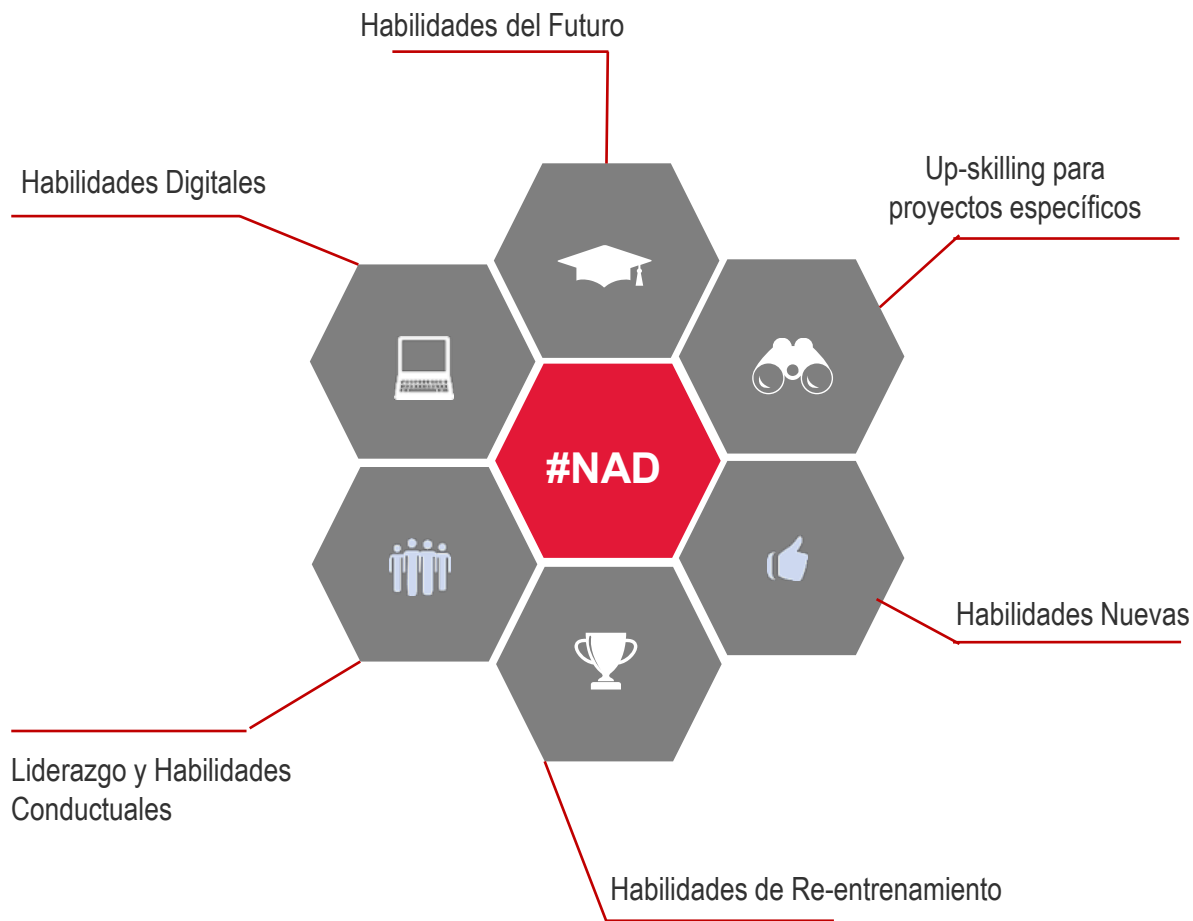 Habilidades del Futuro
Habilidades Digitales
Up-skilling para
proyectos específicos
#NAD
Habilidades Nuevas
Liderazgo y Habilidades
Conductuales
Habilidades de Re-entrenamiento